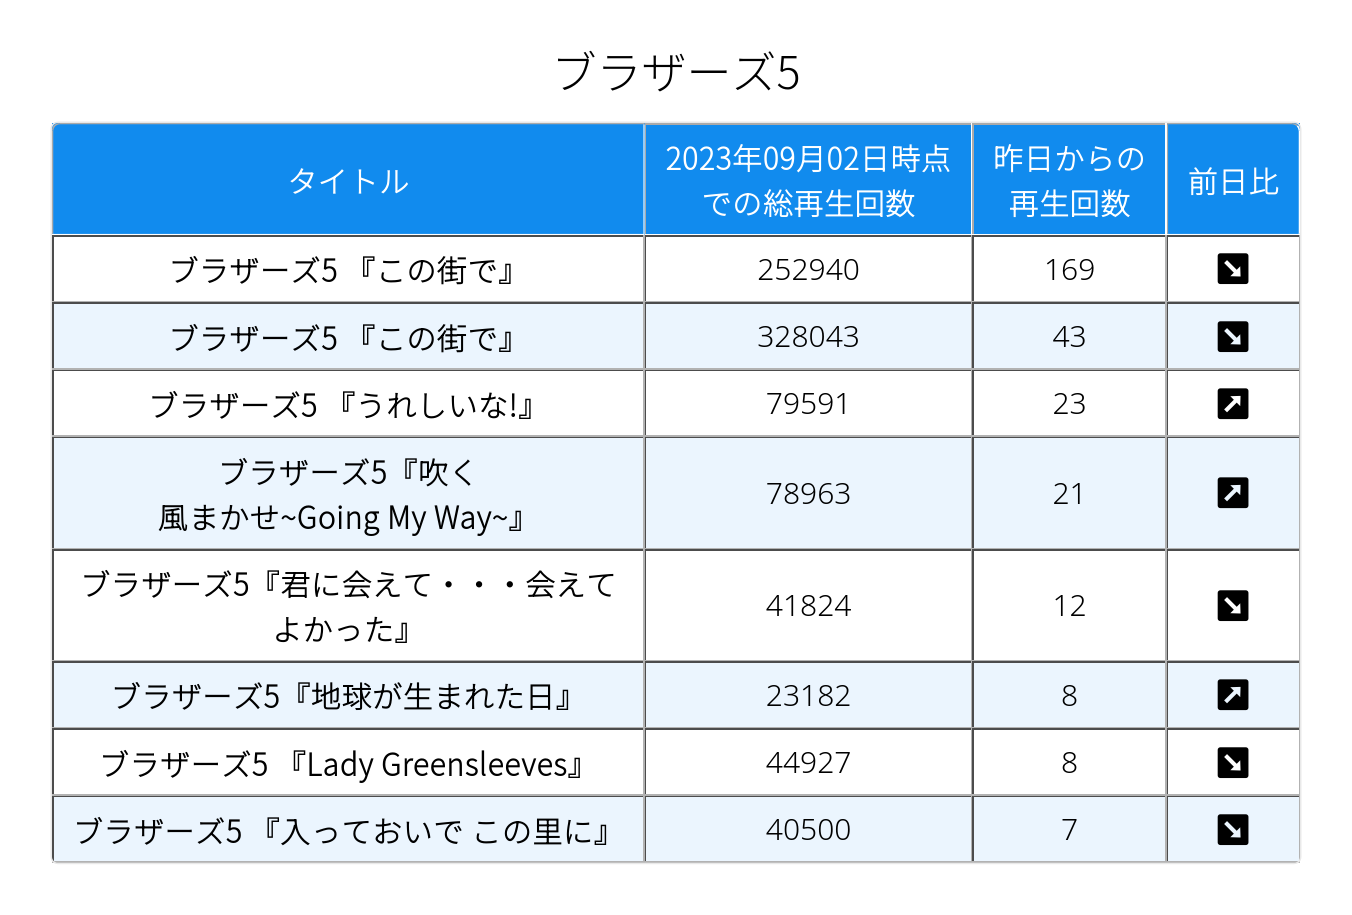 ブラザーズ5
タイトル
2023年09月02日時点
での総再生回数
昨日からの
再生回数
前日比
ブラザーズ5 『この街で』
252940
169
ブラザーズ5 『この街で』
328043
43
ブラザーズ5 『うれしいな!』
79591
23
ブラザーズ5『吹く
風まかせ~Going My Way~』
78963
21
ブラザーズ5『君に会えて・・・会えて
よかった』
41824
12
ブラザーズ5『地球が生まれた日』
23182
8
ブラザーズ5 『Lady Greensleeves』
44927
8
ブラザーズ5 『入っておいで この里に』
40500
7